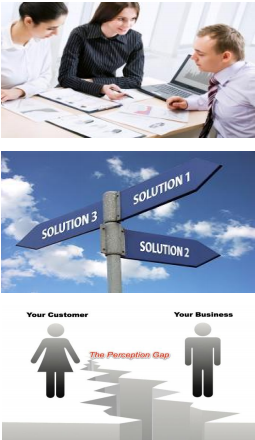 SOLUTION 1
SOLUTION 3
SOLUTION 2
Your Customer
Your Business
The Perception Gap